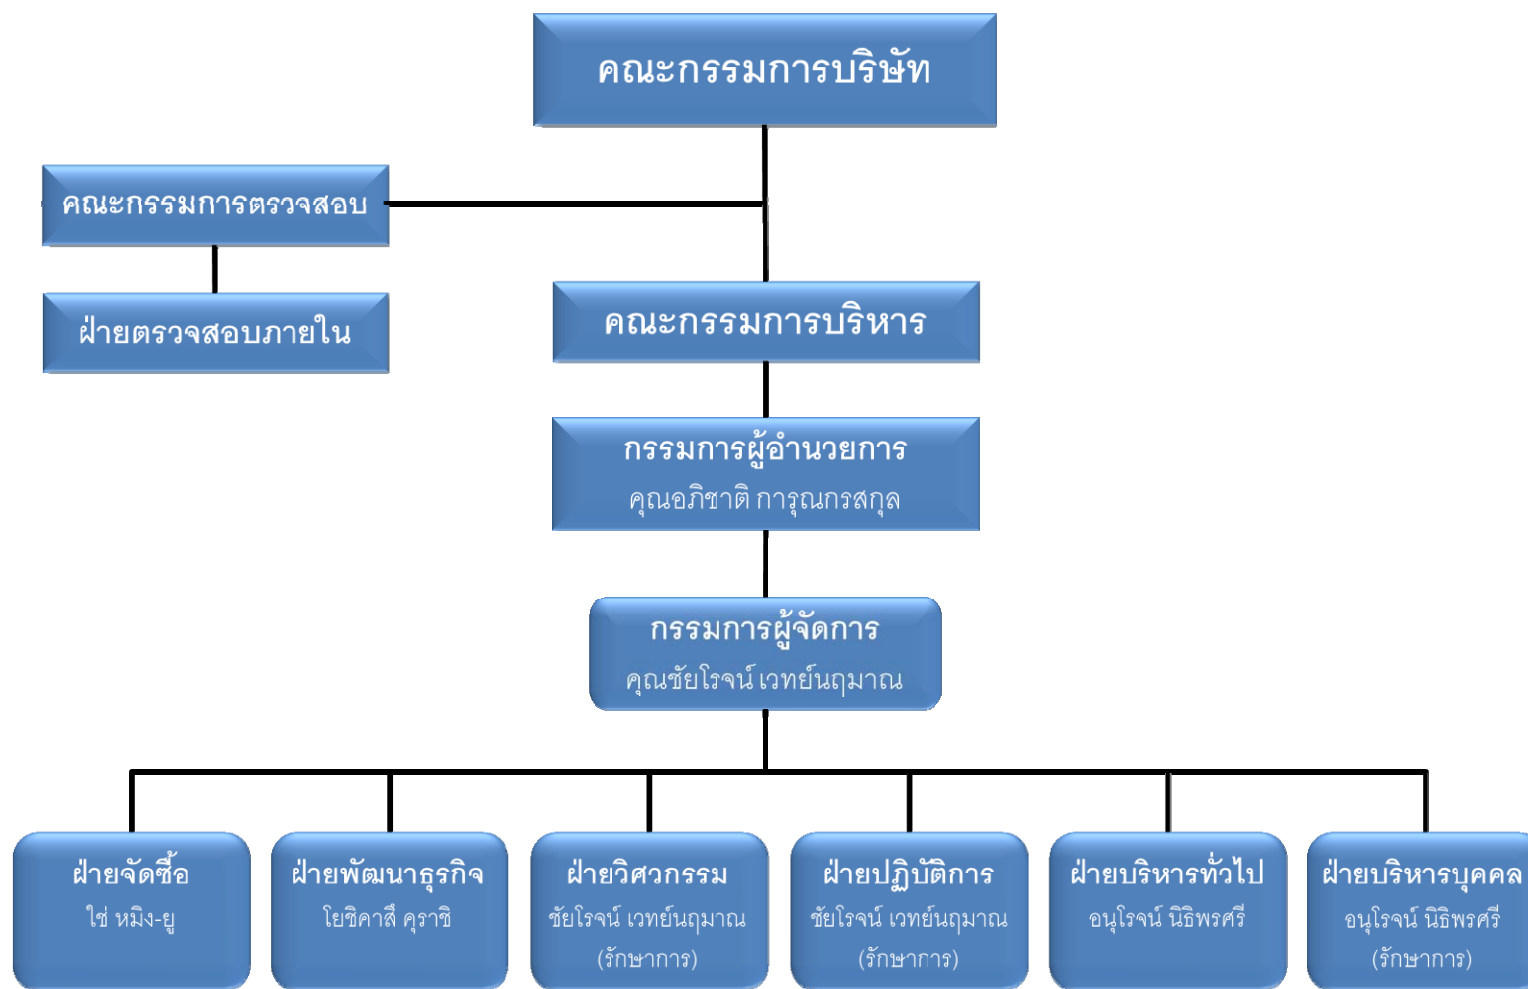 คณะกรรมการบริษัท
คณะกรรมการตรวจสอบ
ฝ่ายตรวจสอบภายใน
คณะกรรมการบริหาร
กรรมการผู้อำนวยการ
คุณอภิชาติ การุณกรสกุล
กรรมการผู้จัดการ
คุณชัยโรจน์ เวทย์นฤมาณ
ฝ่ายจัดซื้อ
ใช่ หมิง-ยู
ฝ่ายพัฒนาธุรกิจ
โยชิคาสึ คุราชิ
ฝ่ายวิศวกรรม
ชัยโรจน์ เวทย์นฤมาณ
(รักษาการ)
ฝ่ายปฏิบัติการ
ชัยโรจน์ เวทย์นฤมาณ
(รักษาการ)
ฝ่ายบริหารทั่วไป
อนุโรจน์ นิธิพรศรี
ฝ่ายบริหารบุคคล
อนุโรจน์ นิธิพรศรี
(รักษาการ)